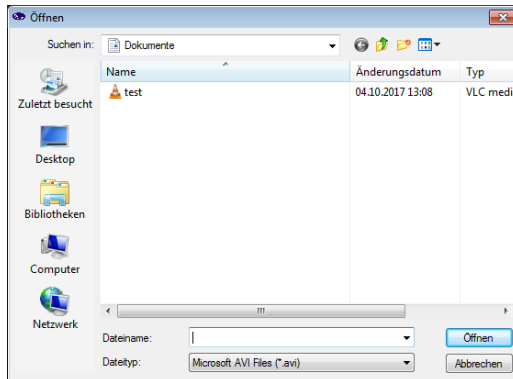 Öffnen
Suchen in: Dokumente
Name Änderungsdatum Typ
test 04.10.2017 13:08 VLC medi
Zuletzt besucht
Desktop
Bibliotheken
Computer
Netzwerk
Dateiname: Öffnen
Dateityp: Microsoft AVI Files (*.avi) Abbrechen